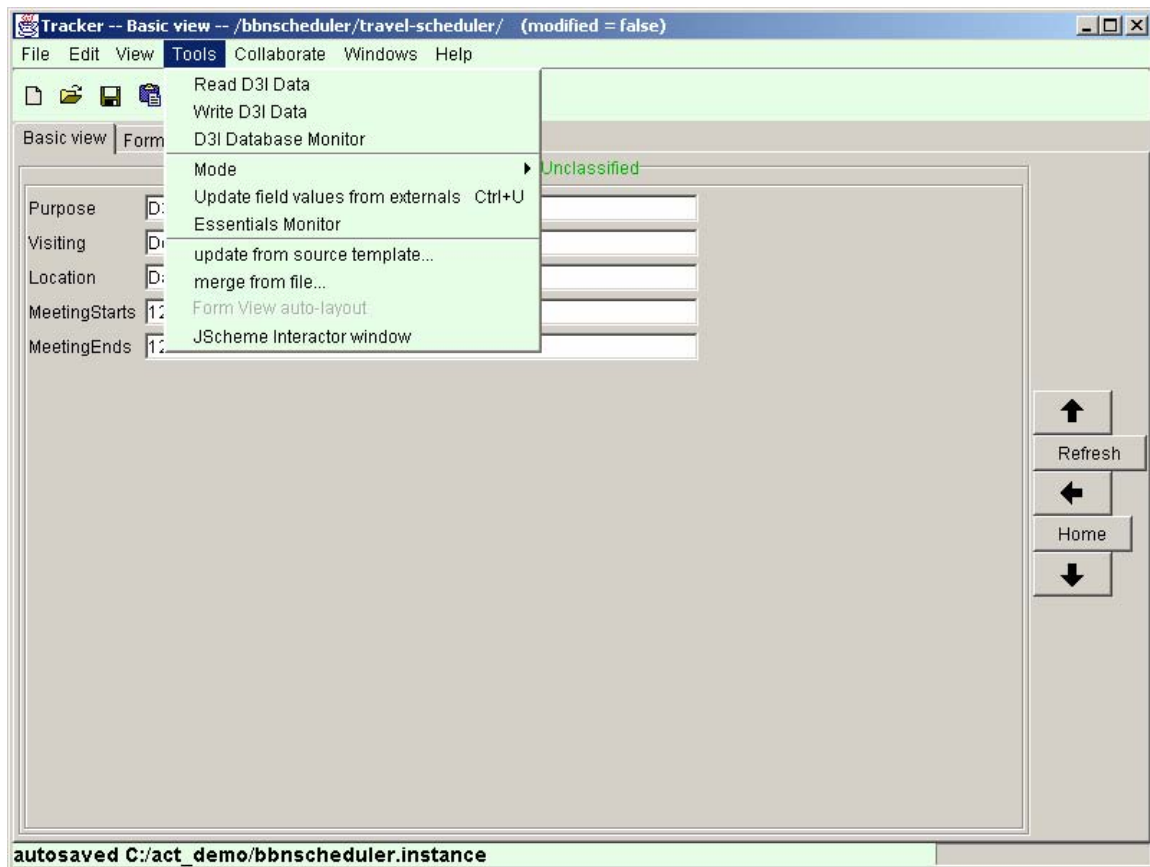 Tracker -- Basic view -- /bbnscheduler/travel-scheduler/ (modified = false)
File Edit View Tools Collaborate Windows Help
Read D3I Data
Write D3I Data
D3I Database Monitor
Mode
Update field values from externals Ctrl+U
Essentials Monitor
update from source template...
merge from file...
Form View auto-layout
JScheme Interactor window
Basic view Form
Unclassified
Purpose
Visiting
Location
MeetingStarts 12
MeetingEnds 12
Refresh
Home
autosaved C:/act_demo/bbnscheduler.instance